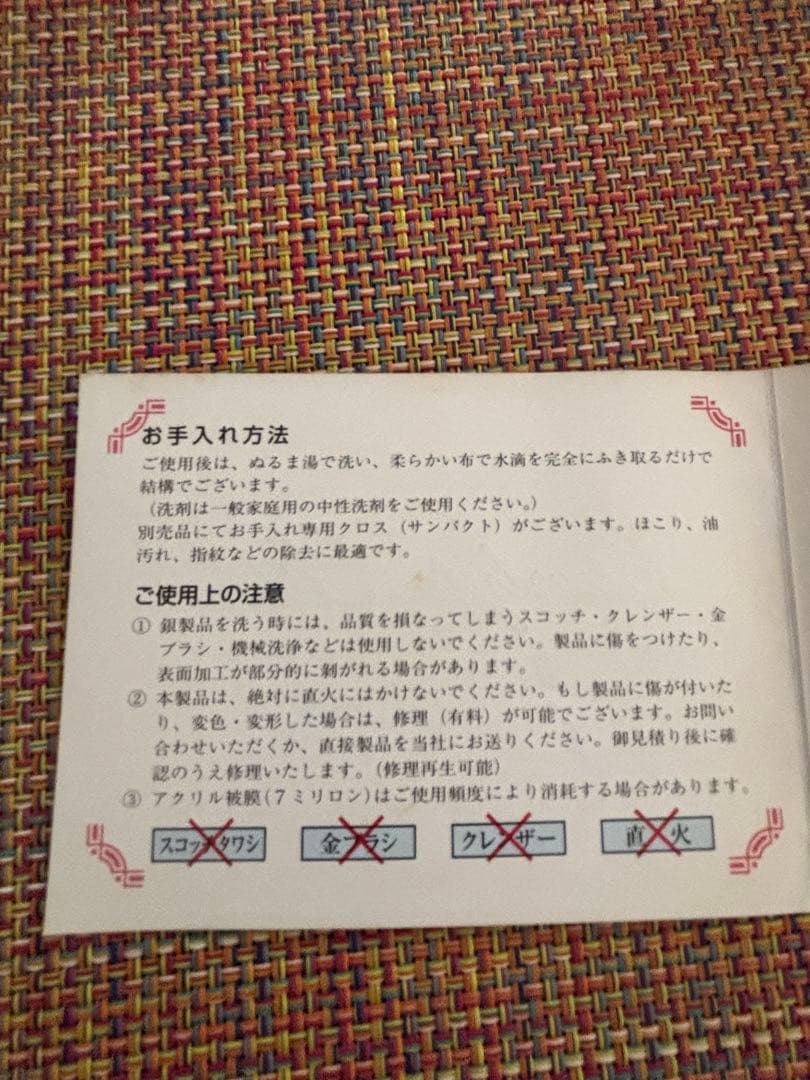 お手入れ方法
ご使用後は、ぬるま湯で洗い、柔らかい布で水滴を完全にふき取るだけで
結構でございます。
（洗剤は一般家庭用の中性洗剤をご使用ください。）
別売品にてお手入れ専用クロス（サンパクト）がございます。ほこり、油
汚れ、指紋などの除去に最適です。
ご使用上の注意
① 銀製品を洗う時には、品質を損なってしまうスコッチ・クレンザー・金
ブラシ・機械洗浄などは使用しないでください。製品に傷をつけたり、
表面加工が部分的に剝がれる場合があります。
② 本製品は、絶対に直火にはかけないでください。もし製品に傷が付いた
り、変色・変形した場合は、修理（有料）が可能でございます。お問い
合わせいただくか、直接製品を当社にお送りください。御見積り後に確
認のうえ修理いたします。（修理再生可能）
③ アクリル被膜（７ミリロン）はご使用頻度により消耗する場合があります。
スコッチタワシ 金ブラシ クレンザー 直火